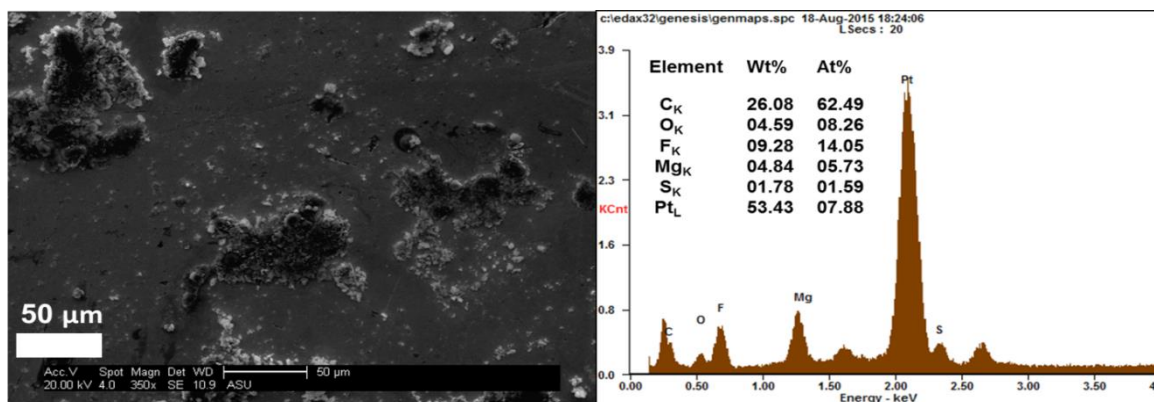 50 µm
Acc.V Spot Magn Det WD 50 µm
20.00 kV 4.0 350x SE 10.9 ASU
c:\edax32\genesis\genmaps.spc 18-Aug-2015 18:24:06
LSecs : 20
Element Wt% At%
CK 26.08 62.49
OK 04.59 08.26
FK 09.28 14.05
MgK 04.84 05.73
SK 01.78 01.59
PtL 53.43 07.88
3.9
3.1
2.3
KCnt
1.6
0.8
0.0
C
O
F
Mg
Pt
S
0.00 0.50 1.00 1.50 2.00 2.50 3.00 3.50 4
Energy - keV